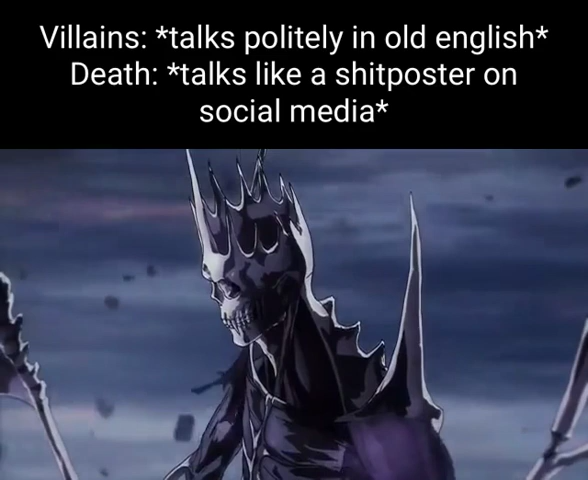 Villains: *talks politely in old english*
Death: *talks like a shitposter on
social media*